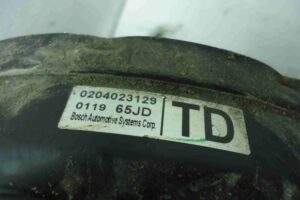 0204023129
0119 65JD
Bosch Automotive Systems Corp.
TD